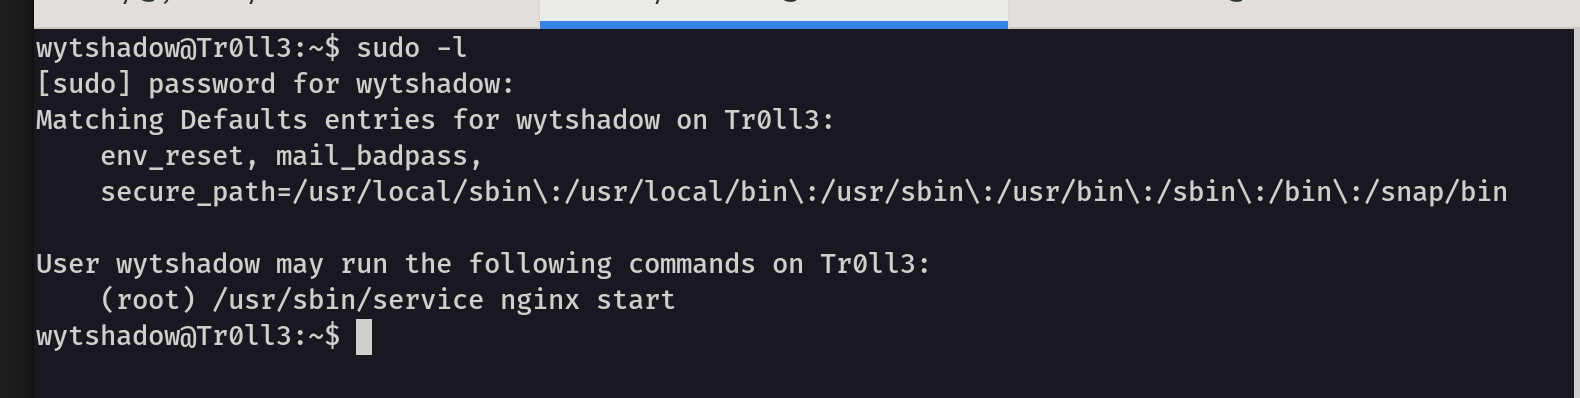 wytshadow@Tr0ll3:~$ sudo -l
[sudo] password for wytshadow:
Matching Defaults entries for wytshadow on Tr0ll3:
    env_reset, mail_badpass,
    secure_path=/usr/local/sbin\:/usr/local/bin\:/usr/sbin\:/usr/bin\:/sbin\:/bin\:/snap/bin

User wytshadow may run the following commands on Tr0ll3:
    (root) /usr/sbin/service nginx start
wytshadow@Tr0ll3:~$